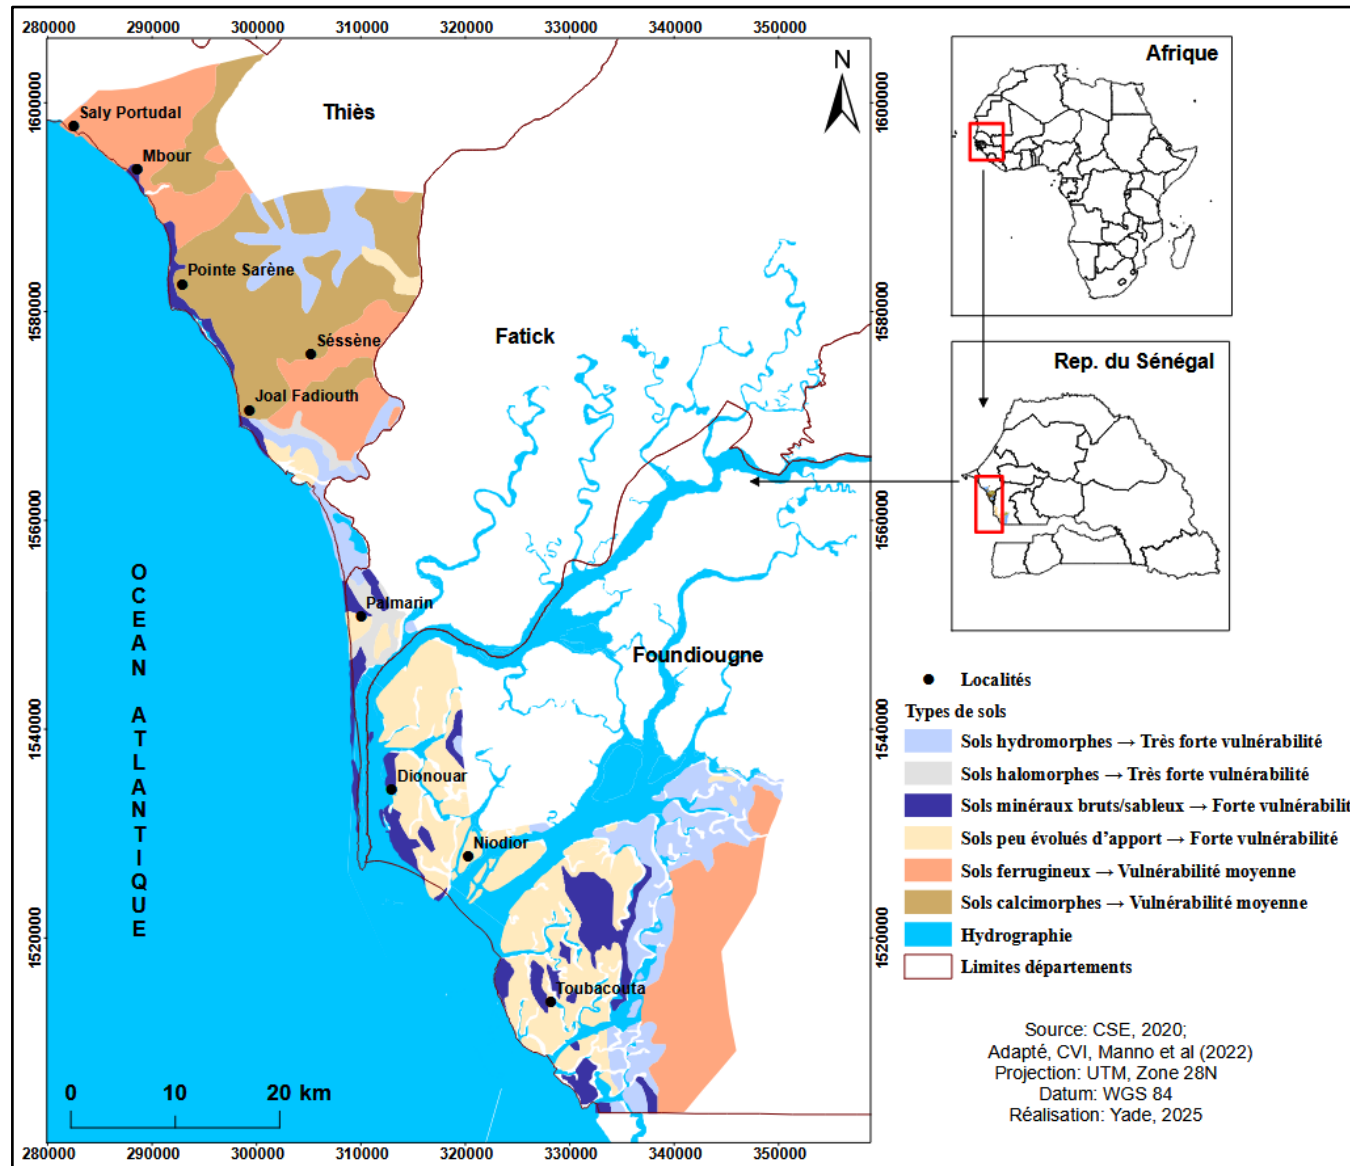 280000 290000 300000 310000 320000 330000 340000 350000
1600000
1580000
1560000
1540000
1520000
1600000
1580000
1560000
1540000
1520000
N
Thiès
Saly Portudal
Mbour
Pointe Sarène
Séssène
Joal Fadiouth
Fatick
Palmarin
Foundiougne
Dionouar
Niodior
Toubacouta
OCEAN ATLANTIQUE
0 10 20 km
280000 290000 300000 310000 320000 330000 340000 350000
Afrique
Rep. du Sénégal
Localités
Types de sols
Sols hydromorphes → Très forte vulnérabilité
Sols halomorphes → Très forte vulnérabilité
Sols minéraux bruts/sableux → Forte vulnérabilit
Sols peu évolués d’apport → Forte vulnérabilité
Sols ferrugineux → Vulnérabilité moyenne
Sols calcimorphes → Vulnérabilité moyenne
Hydrographie
Limites départements
Source: CSE, 2020;
Adapté, CVI, Manno et al (2022)
Projection: UTM, Zone 28N
Datum: WGS 84
Réalisation: Yade, 2025